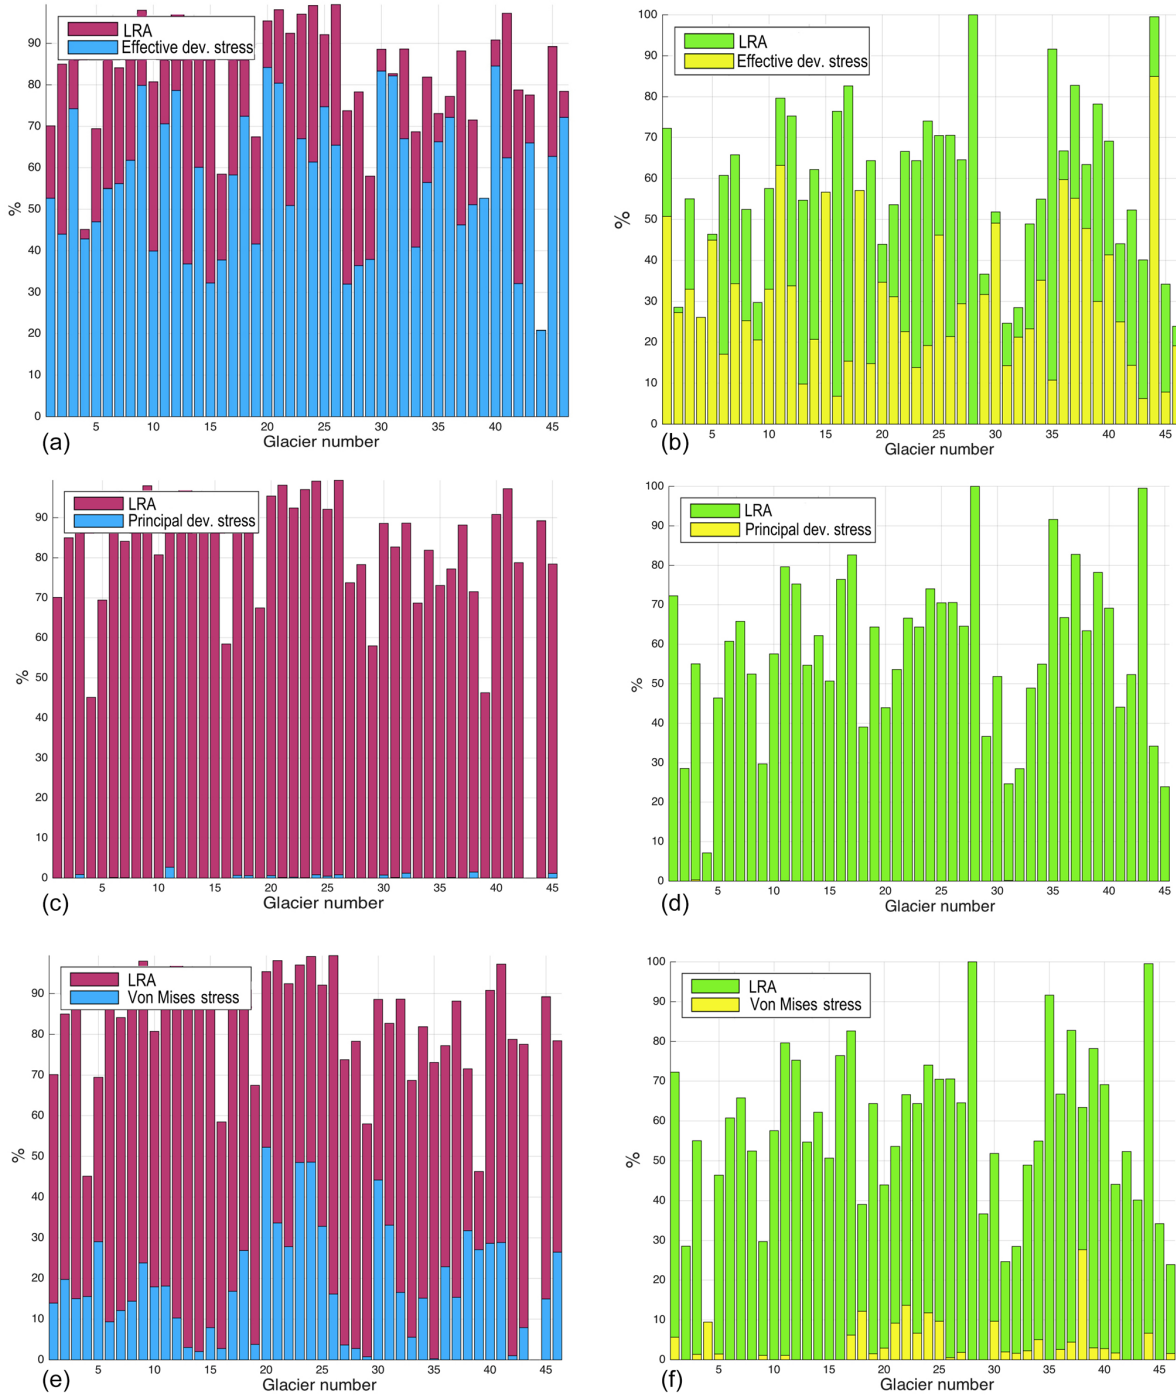 LRA
Effective dev. stress
90
80
70
60
50
40
30
20
10
0
%
5 10 15 20 25 30 35 40 45
(a) Glacier number
LRA
Effective dev. stress
100
90
80
70
60
50
40
30
20
10
0
%
5 10 15 20 25 30 35 40 45
(b) Glacier number
LRA
Principal dev. stress
90
80
70
60
50
40
30
20
10
0
%
5 10 15 20 25 30 35 40 45
(c) Glacier number
LRA
Principal dev. stress
100
90
80
70
60
50
40
30
20
10
0
%
5 10 15 20 25 30 35 40 45
(d) Glacier number
LRA
Von Mises stress
90
80
70
60
50
40
30
20
10
0
%
5 10 15 20 25 30 35 40 45
(e) Glacier number
LRA
Von Mises stress
100
90
80
70
60
50
40
30
20
10
0
%
5 10 15 20 25 30 35 40 45
(f) Glacier number